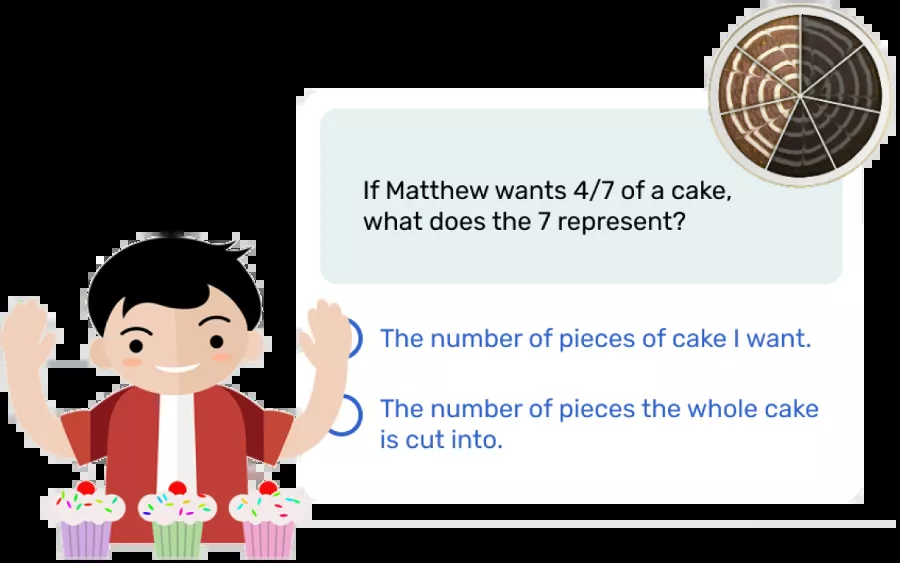 If Matthew wants 4/7 of a cake,
what does the 7 represent?
The number of pieces of cake I want.
The number of pieces the whole cake
is cut into.